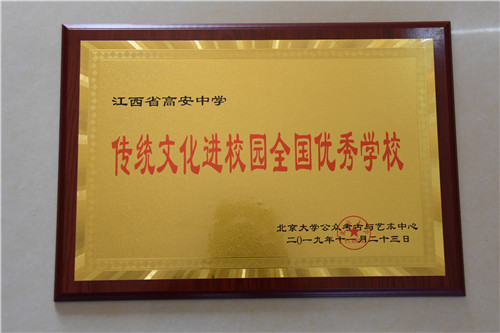 江西省高安中学
传统文化进校园全国优秀学校
北京大学公众考古与艺术中心
二〇一九年十一月二十三日